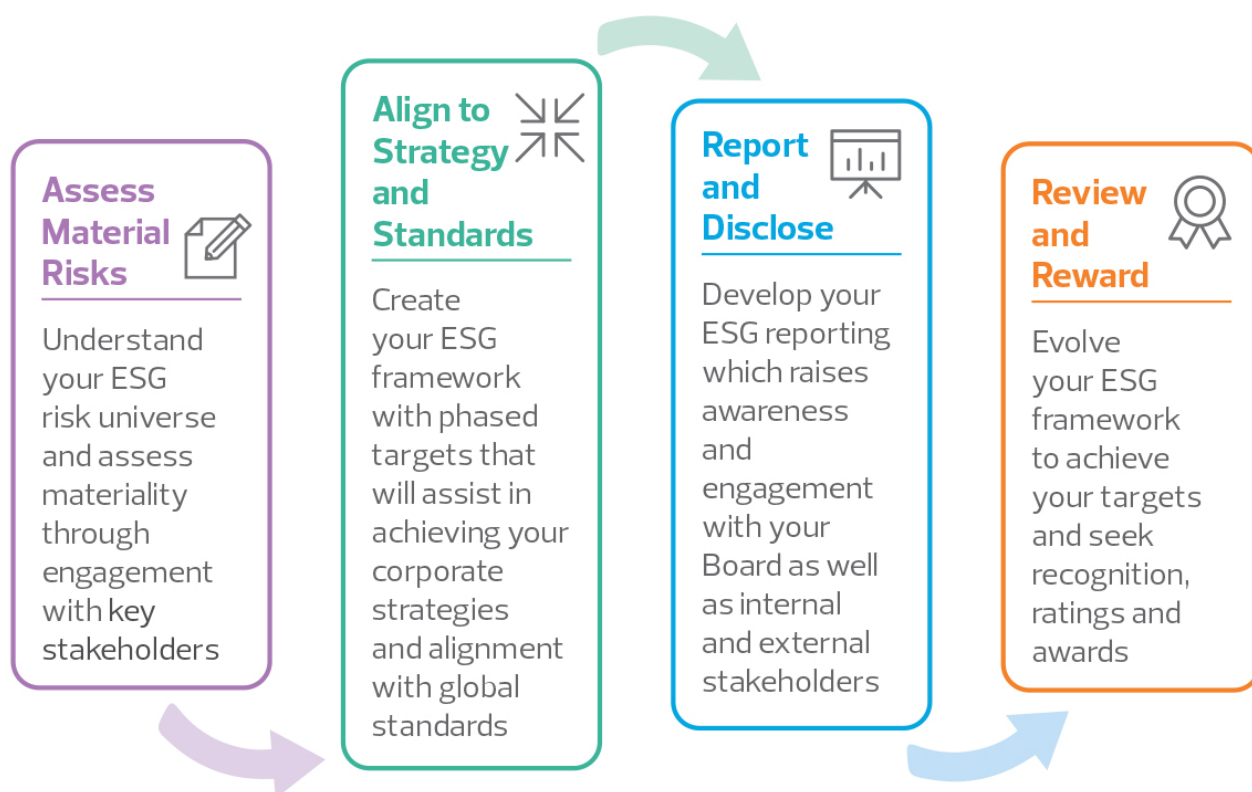 Assess
Material
Risks
Understand
your ESG
risk universe
and assess
materiality
through
engagement
with key
stakeholders
Align to
Strategy
and
Standards
Create
your ESG
framework
with phased
targets that
will assist in
achieving your
corporate
strategies
and alignment
with global
standards
Report
and
Disclose
Develop your
ESG reporting
which raises
awareness
and
engagement
with your
Board as well
as internal
and external
stakeholders
Review
and
Reward
Evolve
your ESG
framework
to achieve
your targets
and seek
recognition,
ratings and
awards